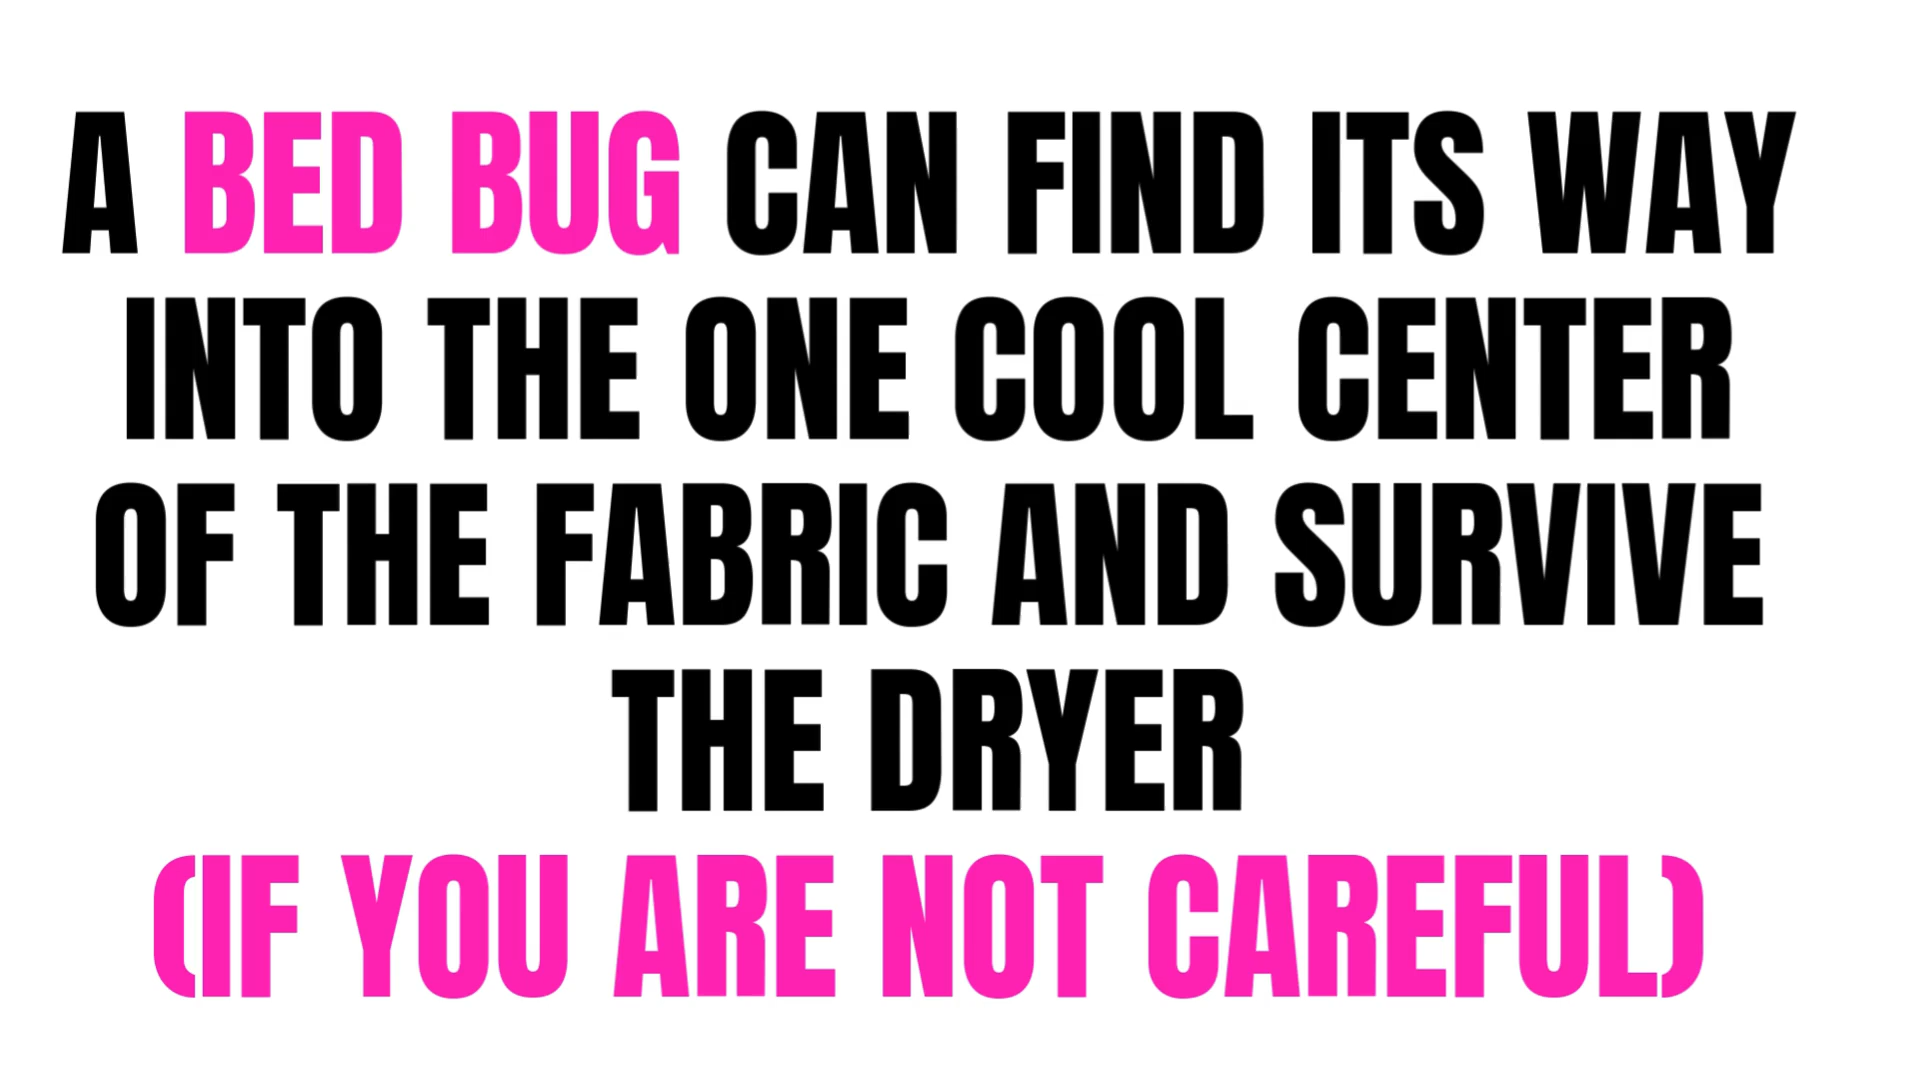 A BED BUG CAN FIND ITS WAY
INTO THE ONE COOL CENTER
OF THE FABRIC AND SURVIVE
THE DRYER
(IF YOU ARE NOT CAREFUL)